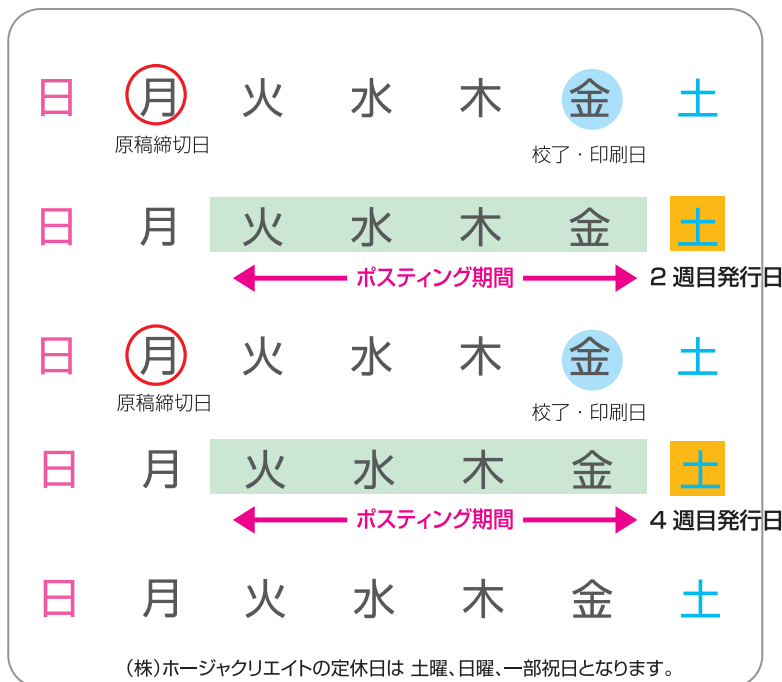 日 月 火 水 木 金 土
原稿締切日 校了・印刷日
日 月 火 水 木 金 土
ポスティング期間 2週目発行日
日 月 火 水 木 金 土
原稿締切日 校了・印刷日
日 月 火 水 木 金 土
ポスティング期間 4週目発行日
日 月 火 水 木 金 土
（株）ホージャクリエイトの定休日は 土曜、日曜、一部祝日となります。